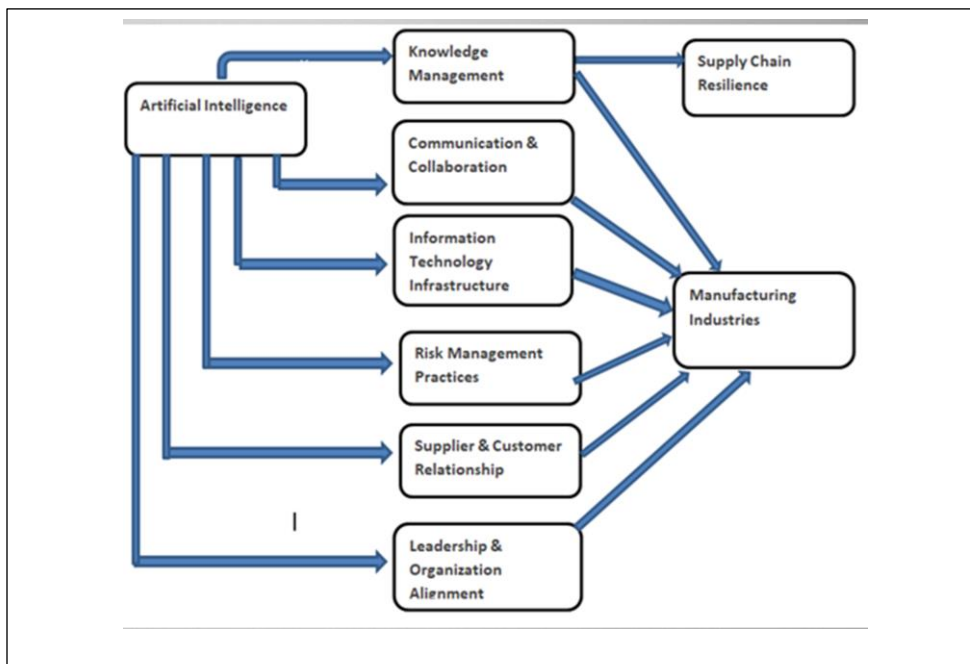 Knowledge
Management
Supply Chain
Resilience
Artificial Intelligence
Communication &
Collaboration
Information
Technology
Infrastructure
Manufacturing
Industries
Risk Management
Practices
Supplier & Customer
Relationship
Leadership &
Organization
Alignment